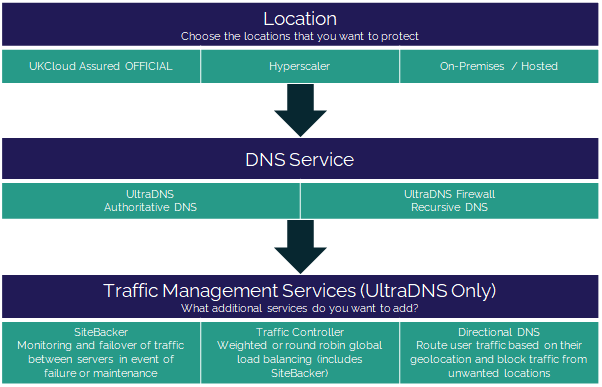 Location
Choose the locations that you want to protect
UKCloud Assured OFFICIAL
Hyperscaler
On-Premises / Hosted
DNS Service
UltraDNS
Authoritative DNS
UltraDNS Firewall
Recursive DNS
Traffic Management Services (UltraDNS Only)
What additional services do you want to add?
SiteBacker
Monitoring and failover of traffic
between servers in event of
failure or maintenance
Traffic Controller
Weighted or round robin global
load balancing (includes
SiteBacker)
Directional DNS
Route user traffic based on their
geolocation and block traffic from
unwanted locations